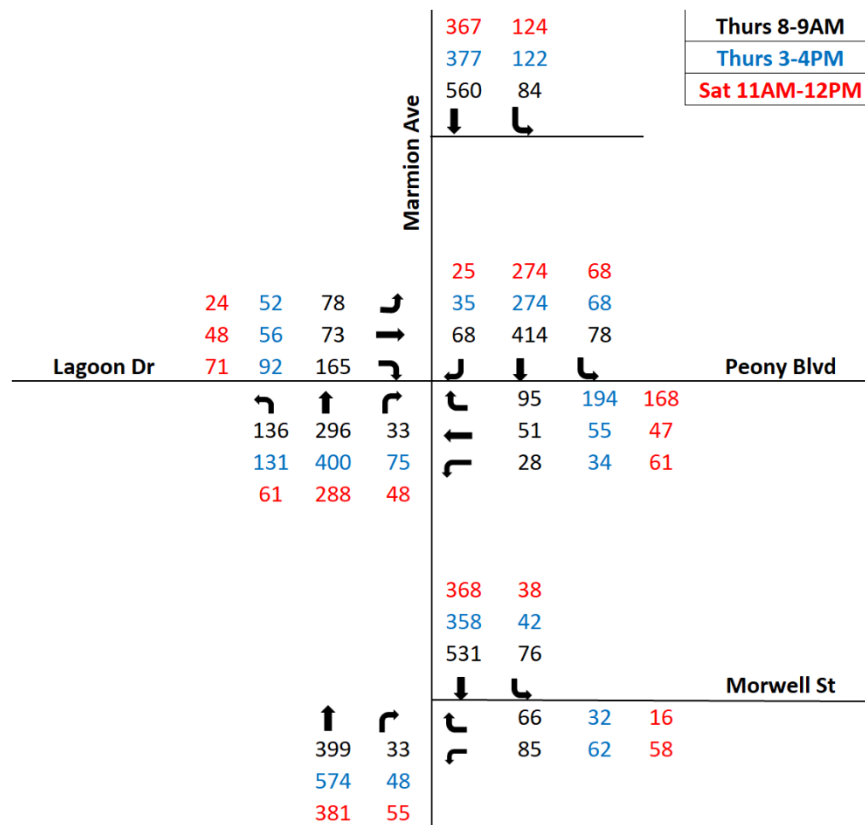 367 124
377 122
560 84
Thurs 8-9AM
Thurs 3-4PM
Sat 11AM-12PM
Marmion Ave
25 274 68
24 52 78
35 274 68
48 56 73
68 414 78
Lagoon Dr
71 92 165
Peony Blvd
95 194 168
136 296 33
51 55 47
131 400 75
28 34 61
61 288 48
368 38
358 42
531 76
Morwell St
66 32 16
399 33
85 62 58
574 48
381 55